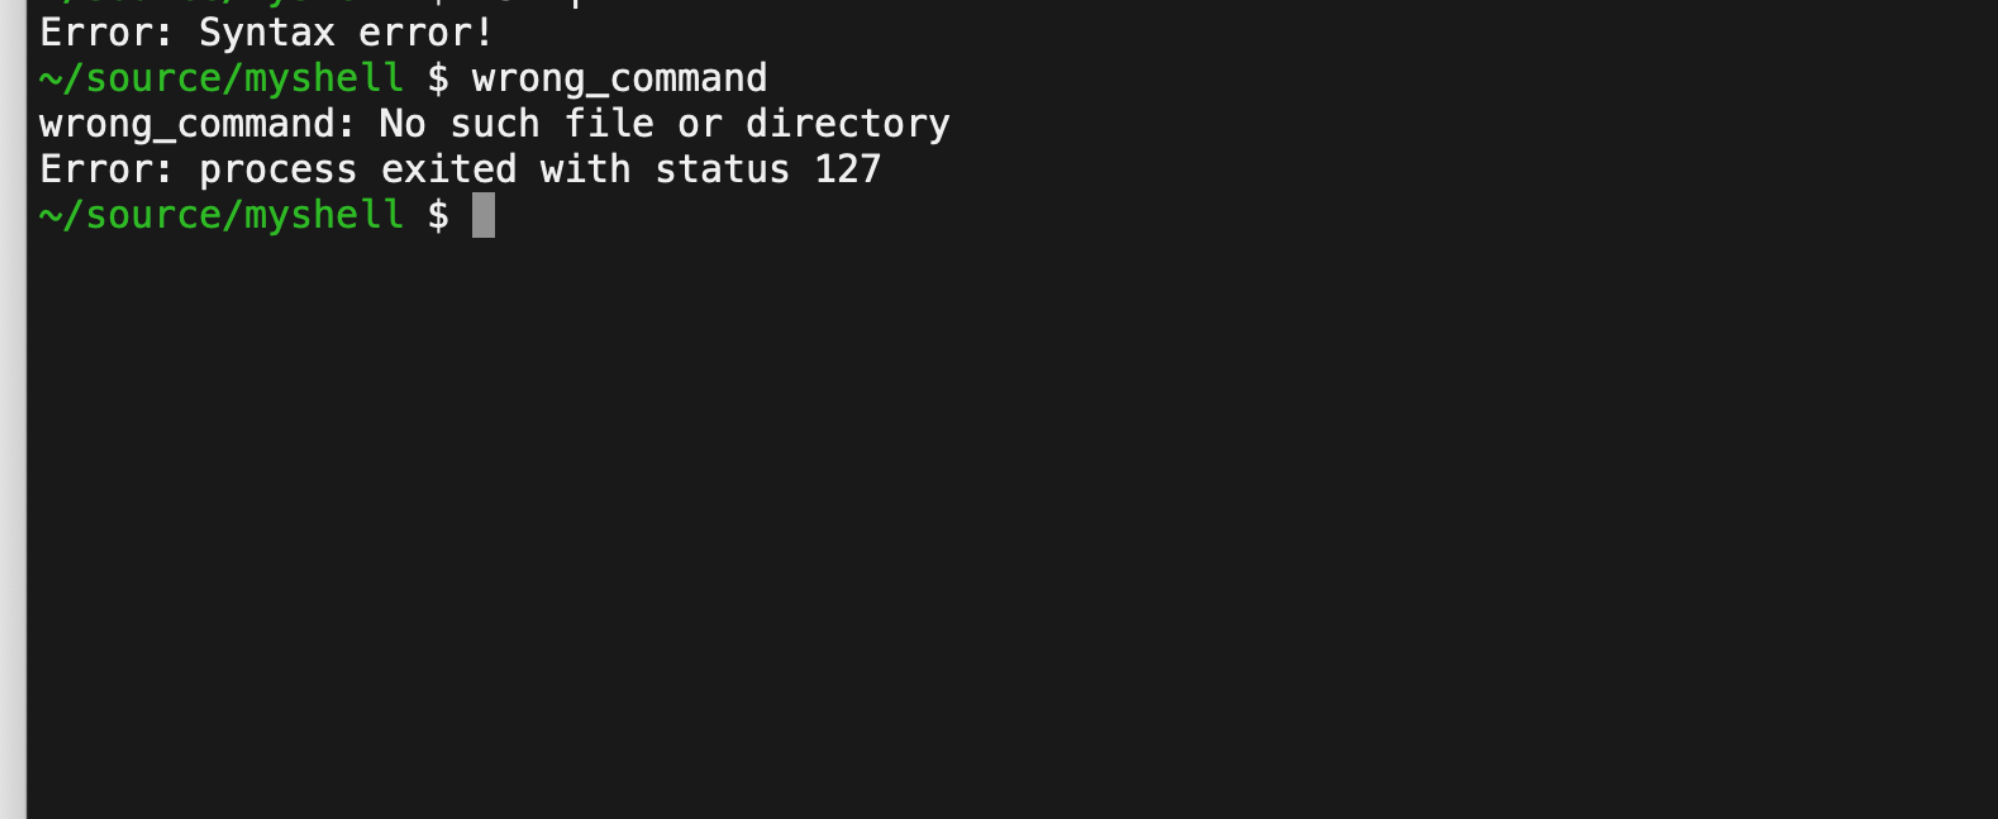 Error: Syntax error!
~/source/myshell $ wrong_command
wrong_command: No such file or directory
Error: process exited with status 127
~/source/myshell $